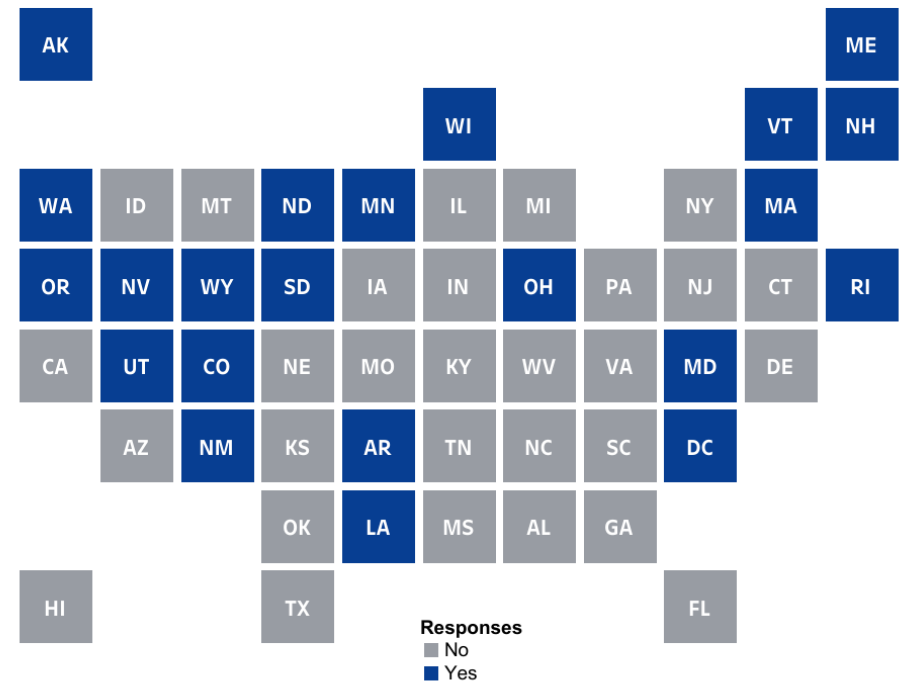 AK ME
WI VT NH
WA ID MT ND MN IL MI NY MA
OR NV WY SD IA IN OH PA NJ CT RI
CA UT CO NE MO KY WV VA MD DE
AZ NM KS AR TN NC SC DC
OK LA MS AL GA
HI TX FL
Responses
No
Yes